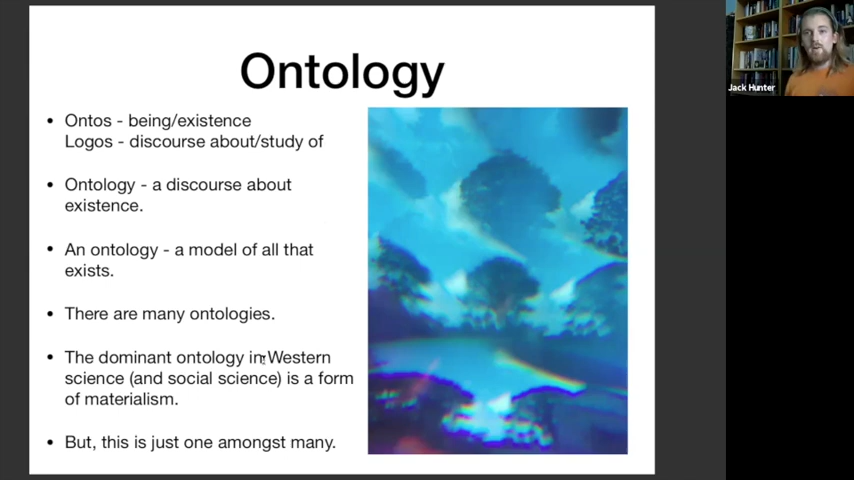 Ontology
• Ontos - being/existence
Logos - discourse about/study of
• Ontology - a discourse about
existence.
• An ontology - a model of all that
exists.
• There are many ontologies.
• The dominant ontology in Western
science (and social science) is a form
of materialism.
• But, this is just one amongst many.
Jack Hunter